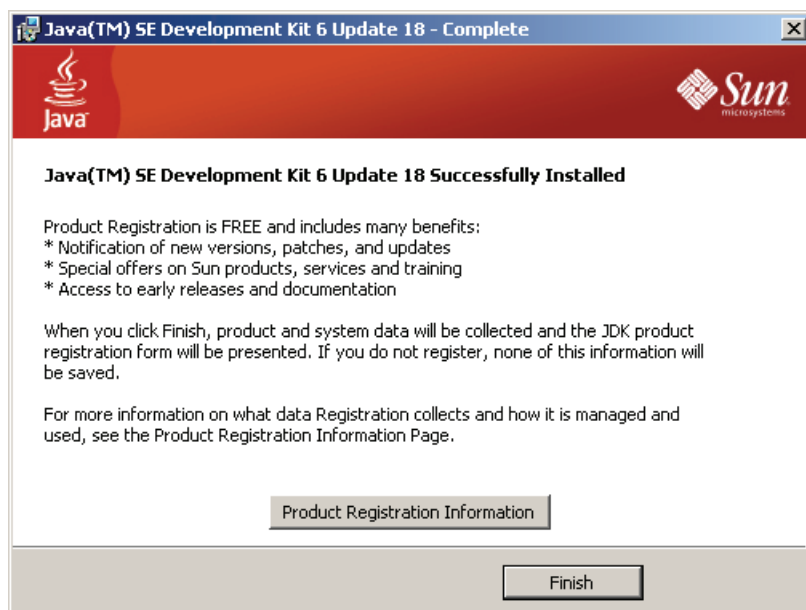 Java(TM) SE Development Kit 6 Update 18 - Complete
Java
Sun
microsystems
Java(TM) SE Development Kit 6 Update 18 Successfully Installed
Product Registration is FREE and includes many benefits:
* Notification of new versions, patches, and updates
* Special offers on Sun products, services and training
* Access to early releases and documentation
When you click Finish, product and system data will be collected and the JDK product
registration form will be presented. If you do not register, none of this information will
be saved.
For more information on what data Registration collects and how it is managed and
used, see the Product Registration Information Page.
Product Registration Information
Finish